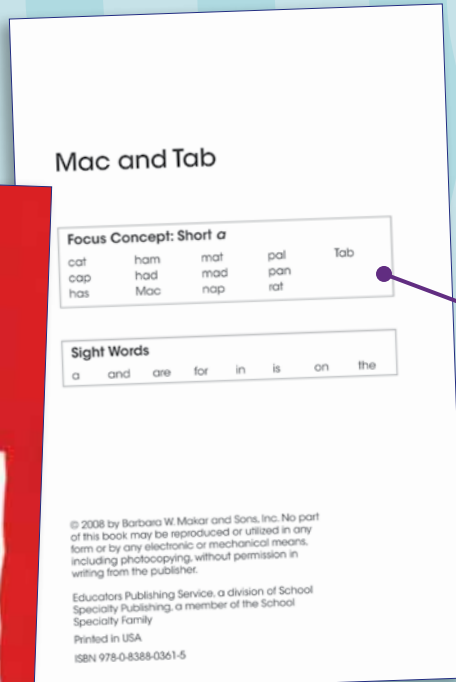 Mac and Tab
Focus Concept: Short a
cat ham mat pal Tab
cap had mad pan
has Mac nap rat
Sight Words
a and are for in is on the
© 2008 by Barbara W. Makar and Sons, Inc. No part
of this book may be reproduced or utilized in any
form or by any electronic or mechanical means,
including photocopying, without permission in
writing from the publisher.
Educators Publishing Service, a division of School
Specialty Publishing, a member of the School
Specialty Family
Printed in USA
ISBN 978-0-8388-0361-5